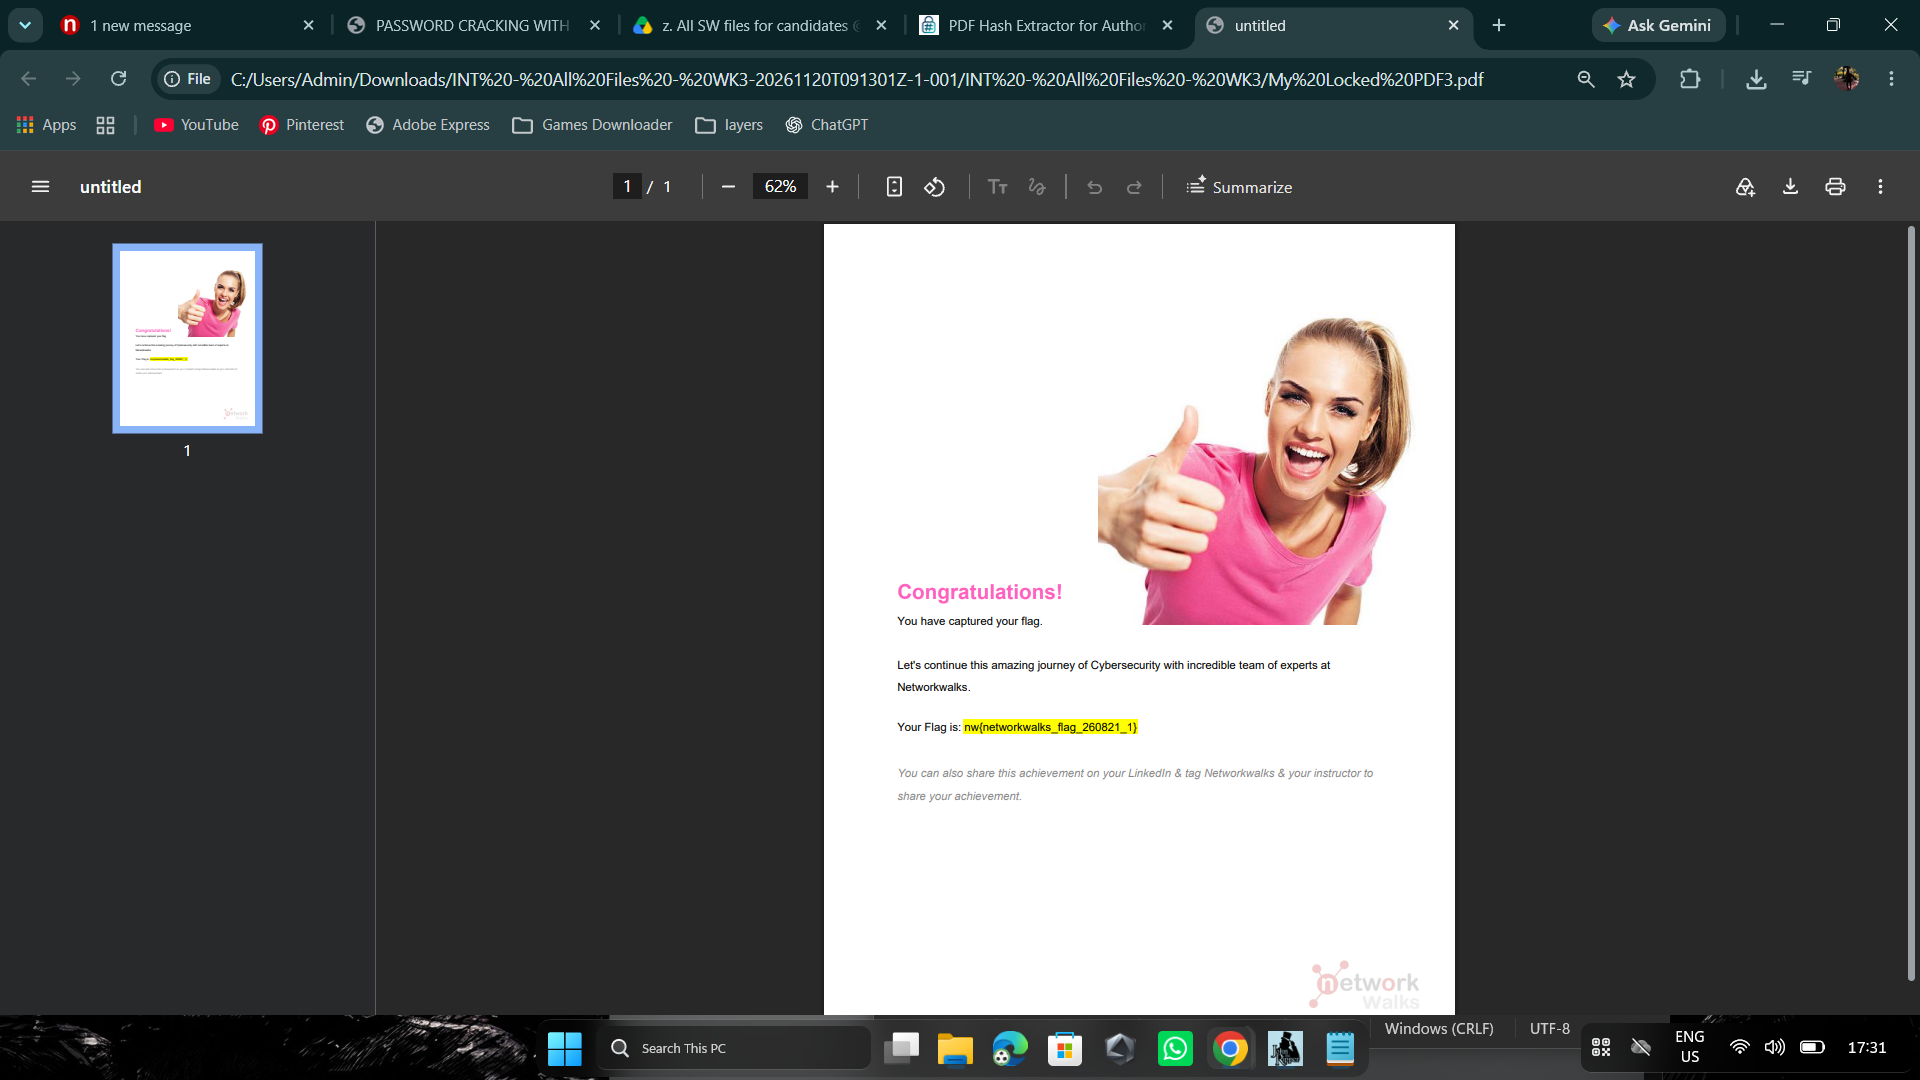 1 new message
PASSWORD CRACKING WITH
z. All SW files for candidates
PDF Hash Extractor for Author
untitled
Ask Gemini
File
C:/Users/Admin/Downloads/INT%20-%20All%20Files%20-%20WK3-20261120T091301Z-1-001/INT%20-%20All%20Files%20-%20WK3/My%20Locked%20PDF3.pdf
Apps
YouTube
Pinterest
Adobe Express
Games Downloader
layers
ChatGPT
untitled
1 / 1
62%
Summarize
1
Congratulations!
You have captured your flag.
Let's continue this amazing journey of Cybersecurity with incredible team of experts at
Networkwalks.
Your Flag is: nw{networkwalks_flag_260821_1}
You can also share this achievement on your LinkedIn & tag Networkwalks & your instructor to
share your achievement.
network
Walks
Windows (CRLF)
UTF-8
Search This PC
ENG
US
17:31